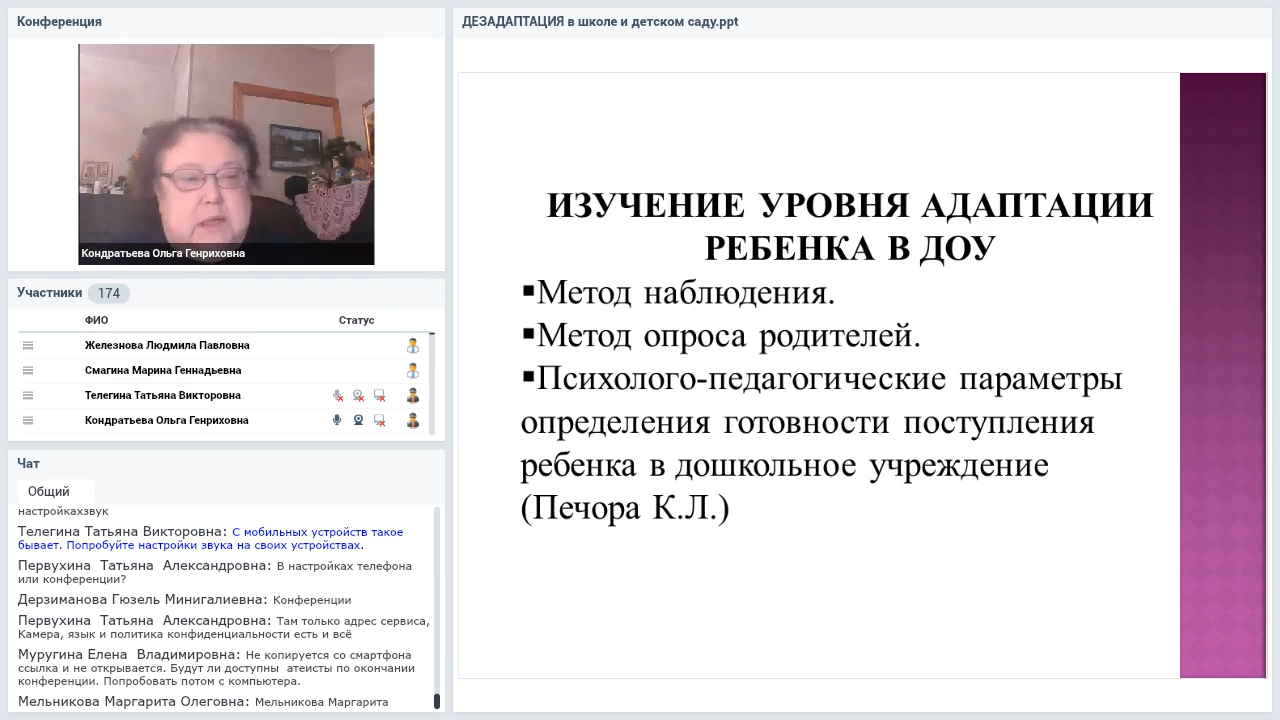 Конференция
Кондратьева Ольга Генриховна
Участники 174
ФИО Статус
Железнова Людмила Павловна
Смагина Марина Геннадьевна
Телегина Татьяна Викторовна
Кондратьева Ольга Генриховна
Чат
Общий
настройкахзвук
Телегина Татьяна Викторовна: С мобильных устройств такое
бывает. Попробуйте настройки звука на своих устройствах.
Первухина Татьяна Александровна: В настройках телефона
или конференции?
Дерзиманова Гюзель Минигалиевна: Конференции
Первухина Татьяна Александровна: Там только адрес сервиса,
Камера, язык и политика конфиденциальности есть и всё
Муругина Елена Владимировна: Не копируется со смартфона
ссылка и не открывается. Будут ли доступны атеисты по окончании
конференции. Попробовать потом с компьютера.
Мельникова Маргарита Олеговна: Мельникова Маргарита
ДЕЗАДАПТАЦИЯ в школе и детском саду.ppt
ИЗУЧЕНИЕ УРОВНЯ АДАПТАЦИИ
РЕБЕНКА В ДОУ
▪Метод наблюдения.
▪Метод опроса родителей.
▪Психолого-педагогические параметры
определения готовности поступления
ребенка в дошкольное учреждение
(Печора К.Л.)